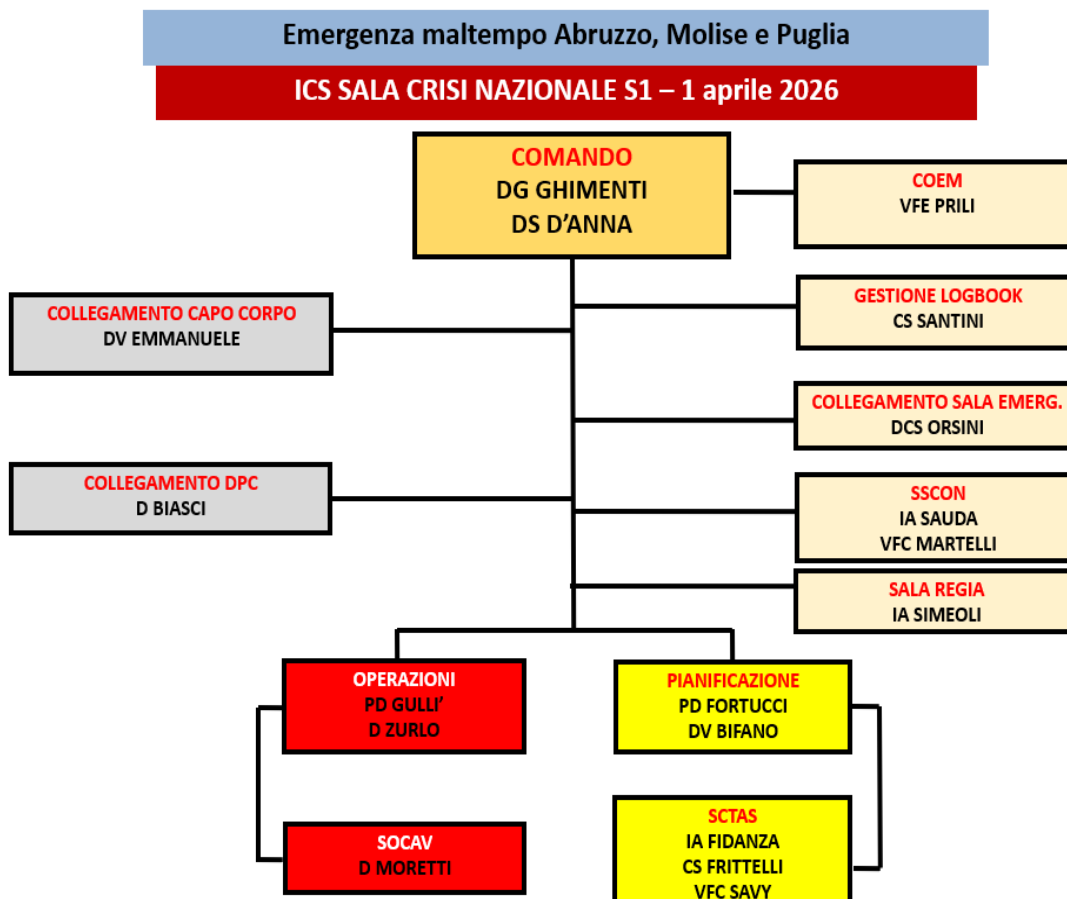 Emergenza maltempo Abruzzo, Molise e Puglia
ICS SALA CRISI NAZIONALE S1 – 1 aprile 2026
COMANDO
DG GHIMENTI
DS D'ANNA
COEM
VFE PRILI
COLLEGAMENTO CAPO CORPO
DV EMMANUELE
GESTIONE LOGBOOK
CS SANTINI
COLLEGAMENTO SALA EMERG.
DCS ORSINI
COLLEGAMENTO DPC
D BIASCI
SSCON
IA SAUDA
VFC MARTELLI
SALA REGIA
IA SIMEOLI
OPERAZIONI
PD GULLI'
D ZURLO
PIANIFICAZIONE
PD FORTUCCI
DV BIFANO
SOCAV
D MORETTI
SCTAS
IA FIDANZA
CS FRITTELLI
VFC SAVY